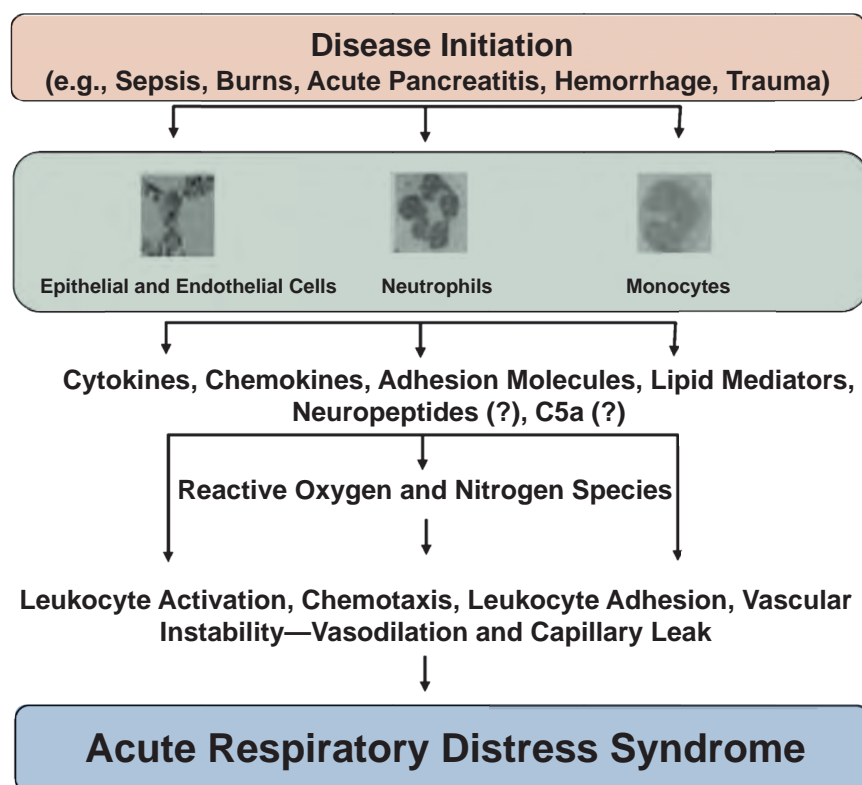 Disease Initiation
(e.g., Sepsis, Burns, Acute Pancreatitis, Hemorrhage, Trauma)
Epithelial and Endothelial Cells
Neutrophils
Monocytes
Cytokines, Chemokines, Adhesion Molecules, Lipid Mediators,
Neuropeptides (?), C5a (?)
Reactive Oxygen and Nitrogen Species
Leukocyte Activation, Chemotaxis, Leukocyte Adhesion, Vascular
Instability—Vasodilation and Capillary Leak
Acute Respiratory Distress Syndrome